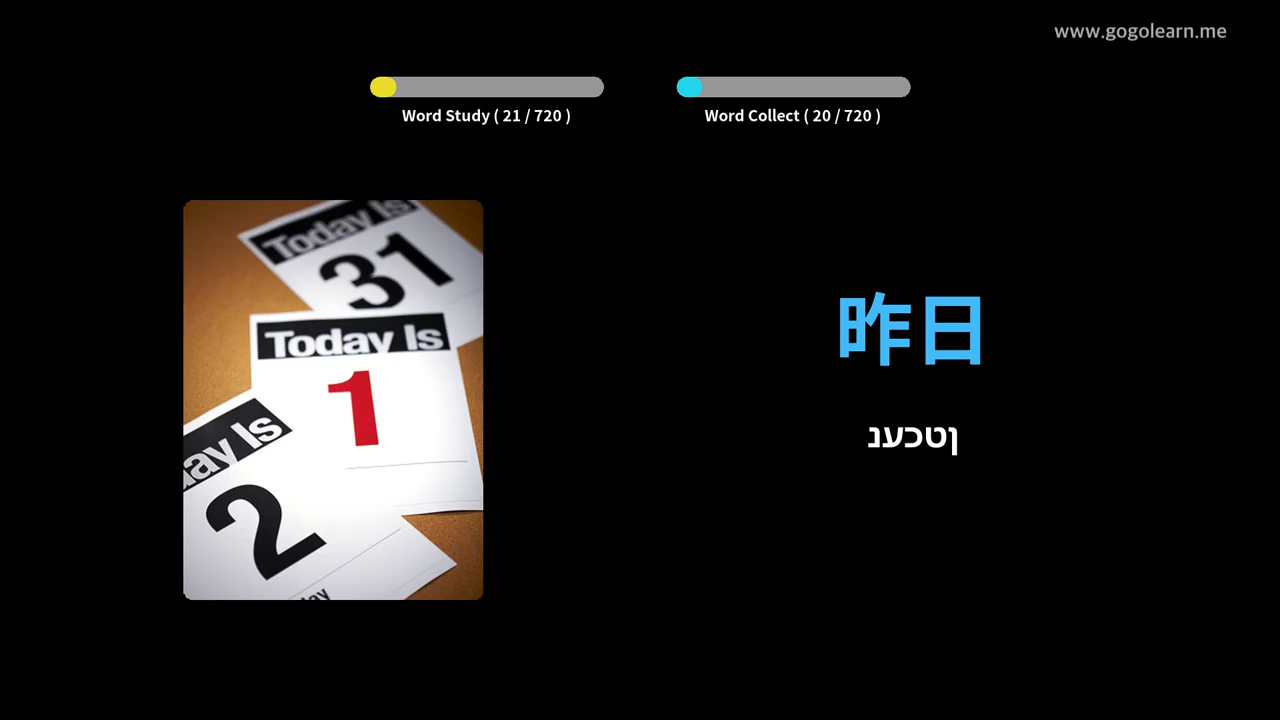 www.gogolearn.me
Word Study ( 21 / 720 )
Word Collect ( 20 / 720 )
Today Is
31
Today Is
1
ay Is
2
昨日
נעכטן